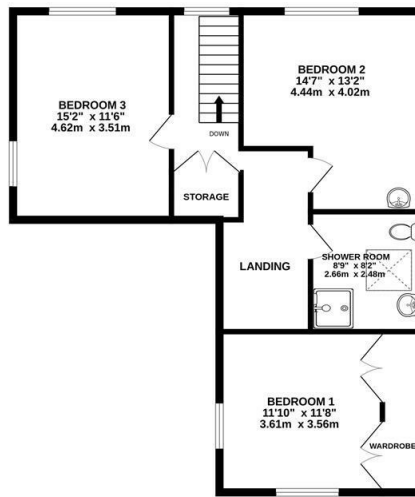 BEDROOM 3
15'2" x 11'6"
4.62m x 3.51m
BEDROOM 2
14'7" x 13'2"
4.44m x 4.02m
DOWN
STORAGE
LANDING
SHOWER ROOM
8'9" x 8'2"
2.66m x 2.48m
BEDROOM 1
11'10" x 11'8"
3.61m x 3.56m
WARDROBE